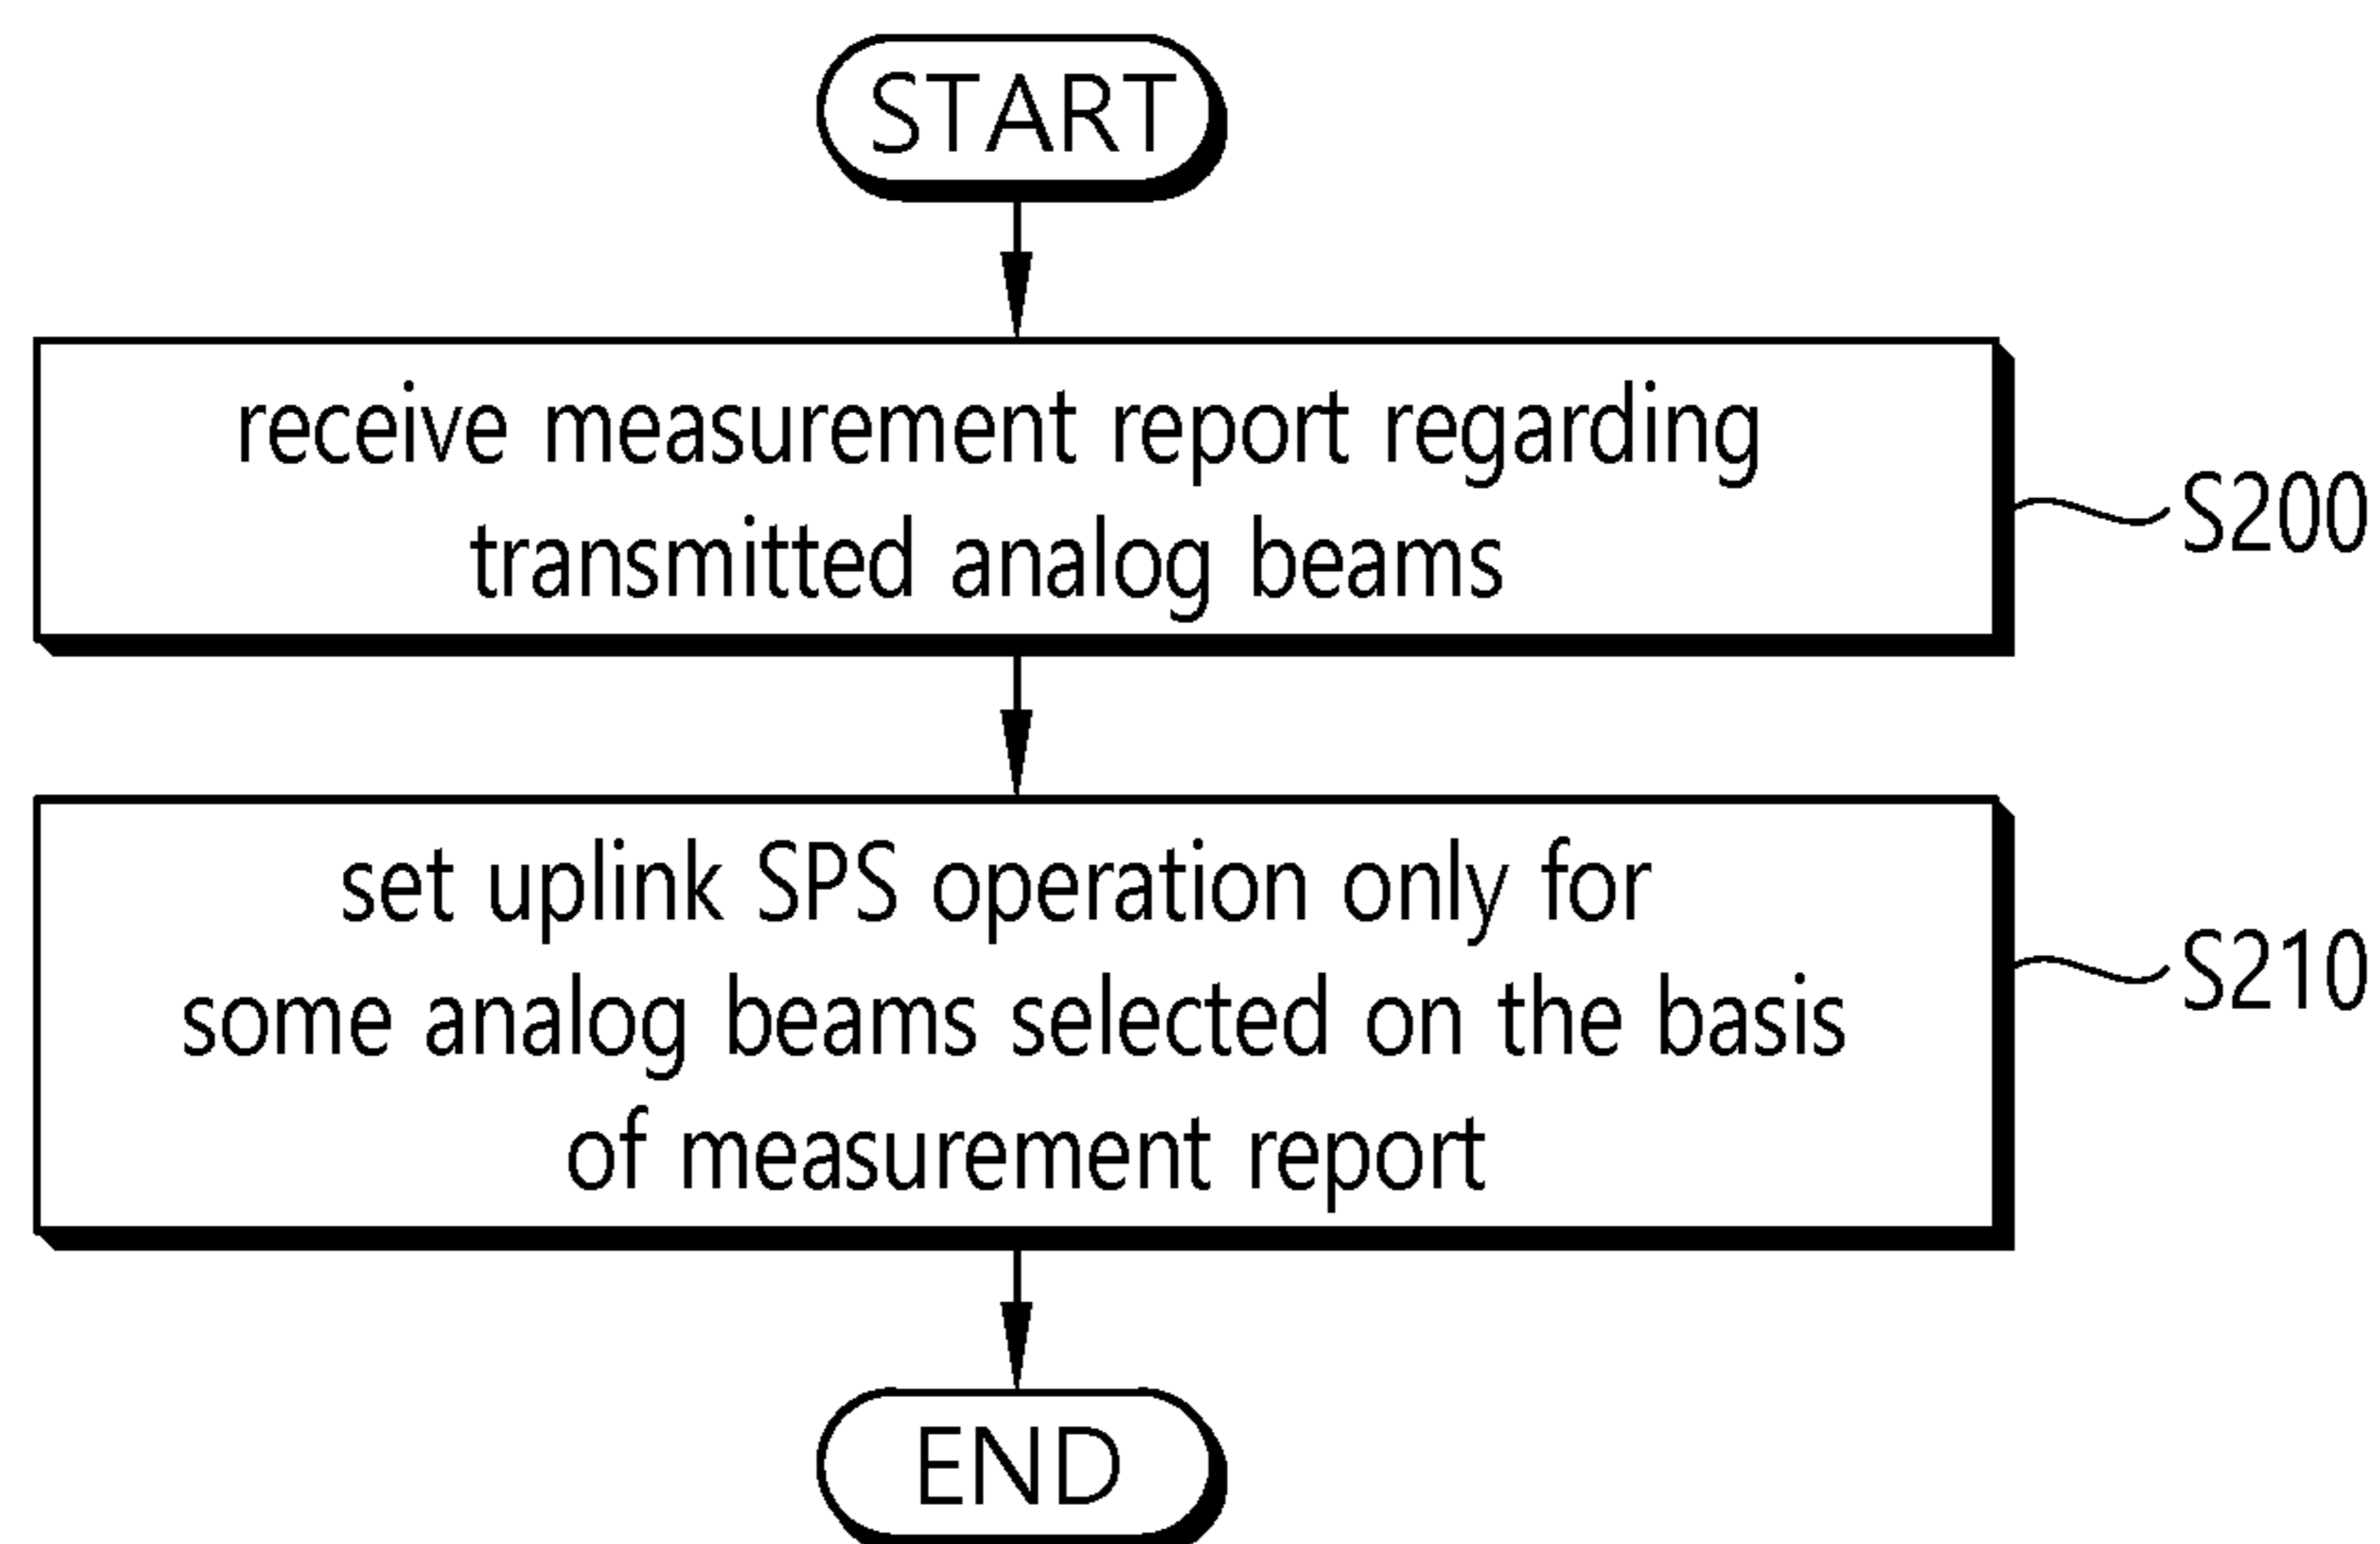 START
receive measurement report regarding
transmitted analog beams
S200
set uplink SPS operation only for
some analog beams selected on the basis
of measurement report
S210
END